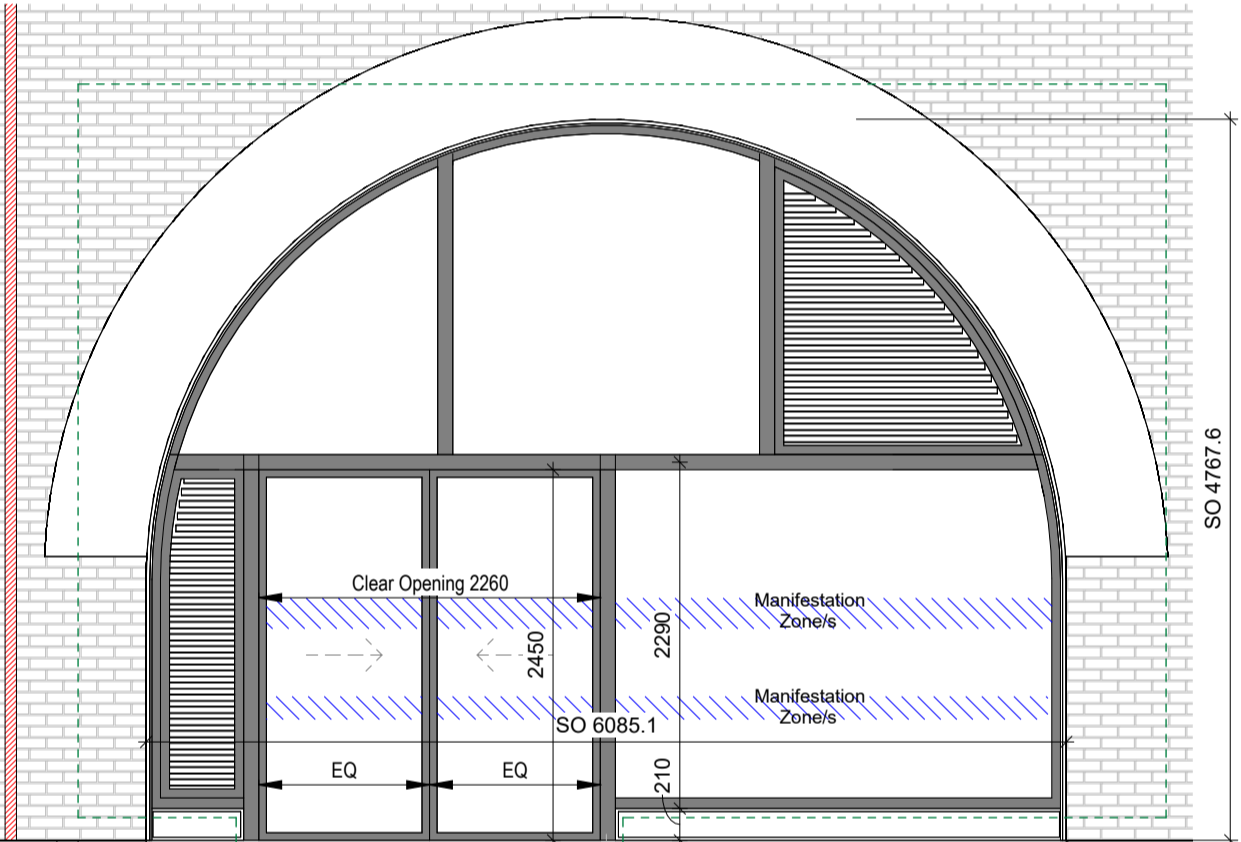 SO 4767.6
Clear Opening 2260
Manifestation
Zone/s
2450
2290
Manifestation
Zone/s
SO 6085.1
EQ
EQ
210